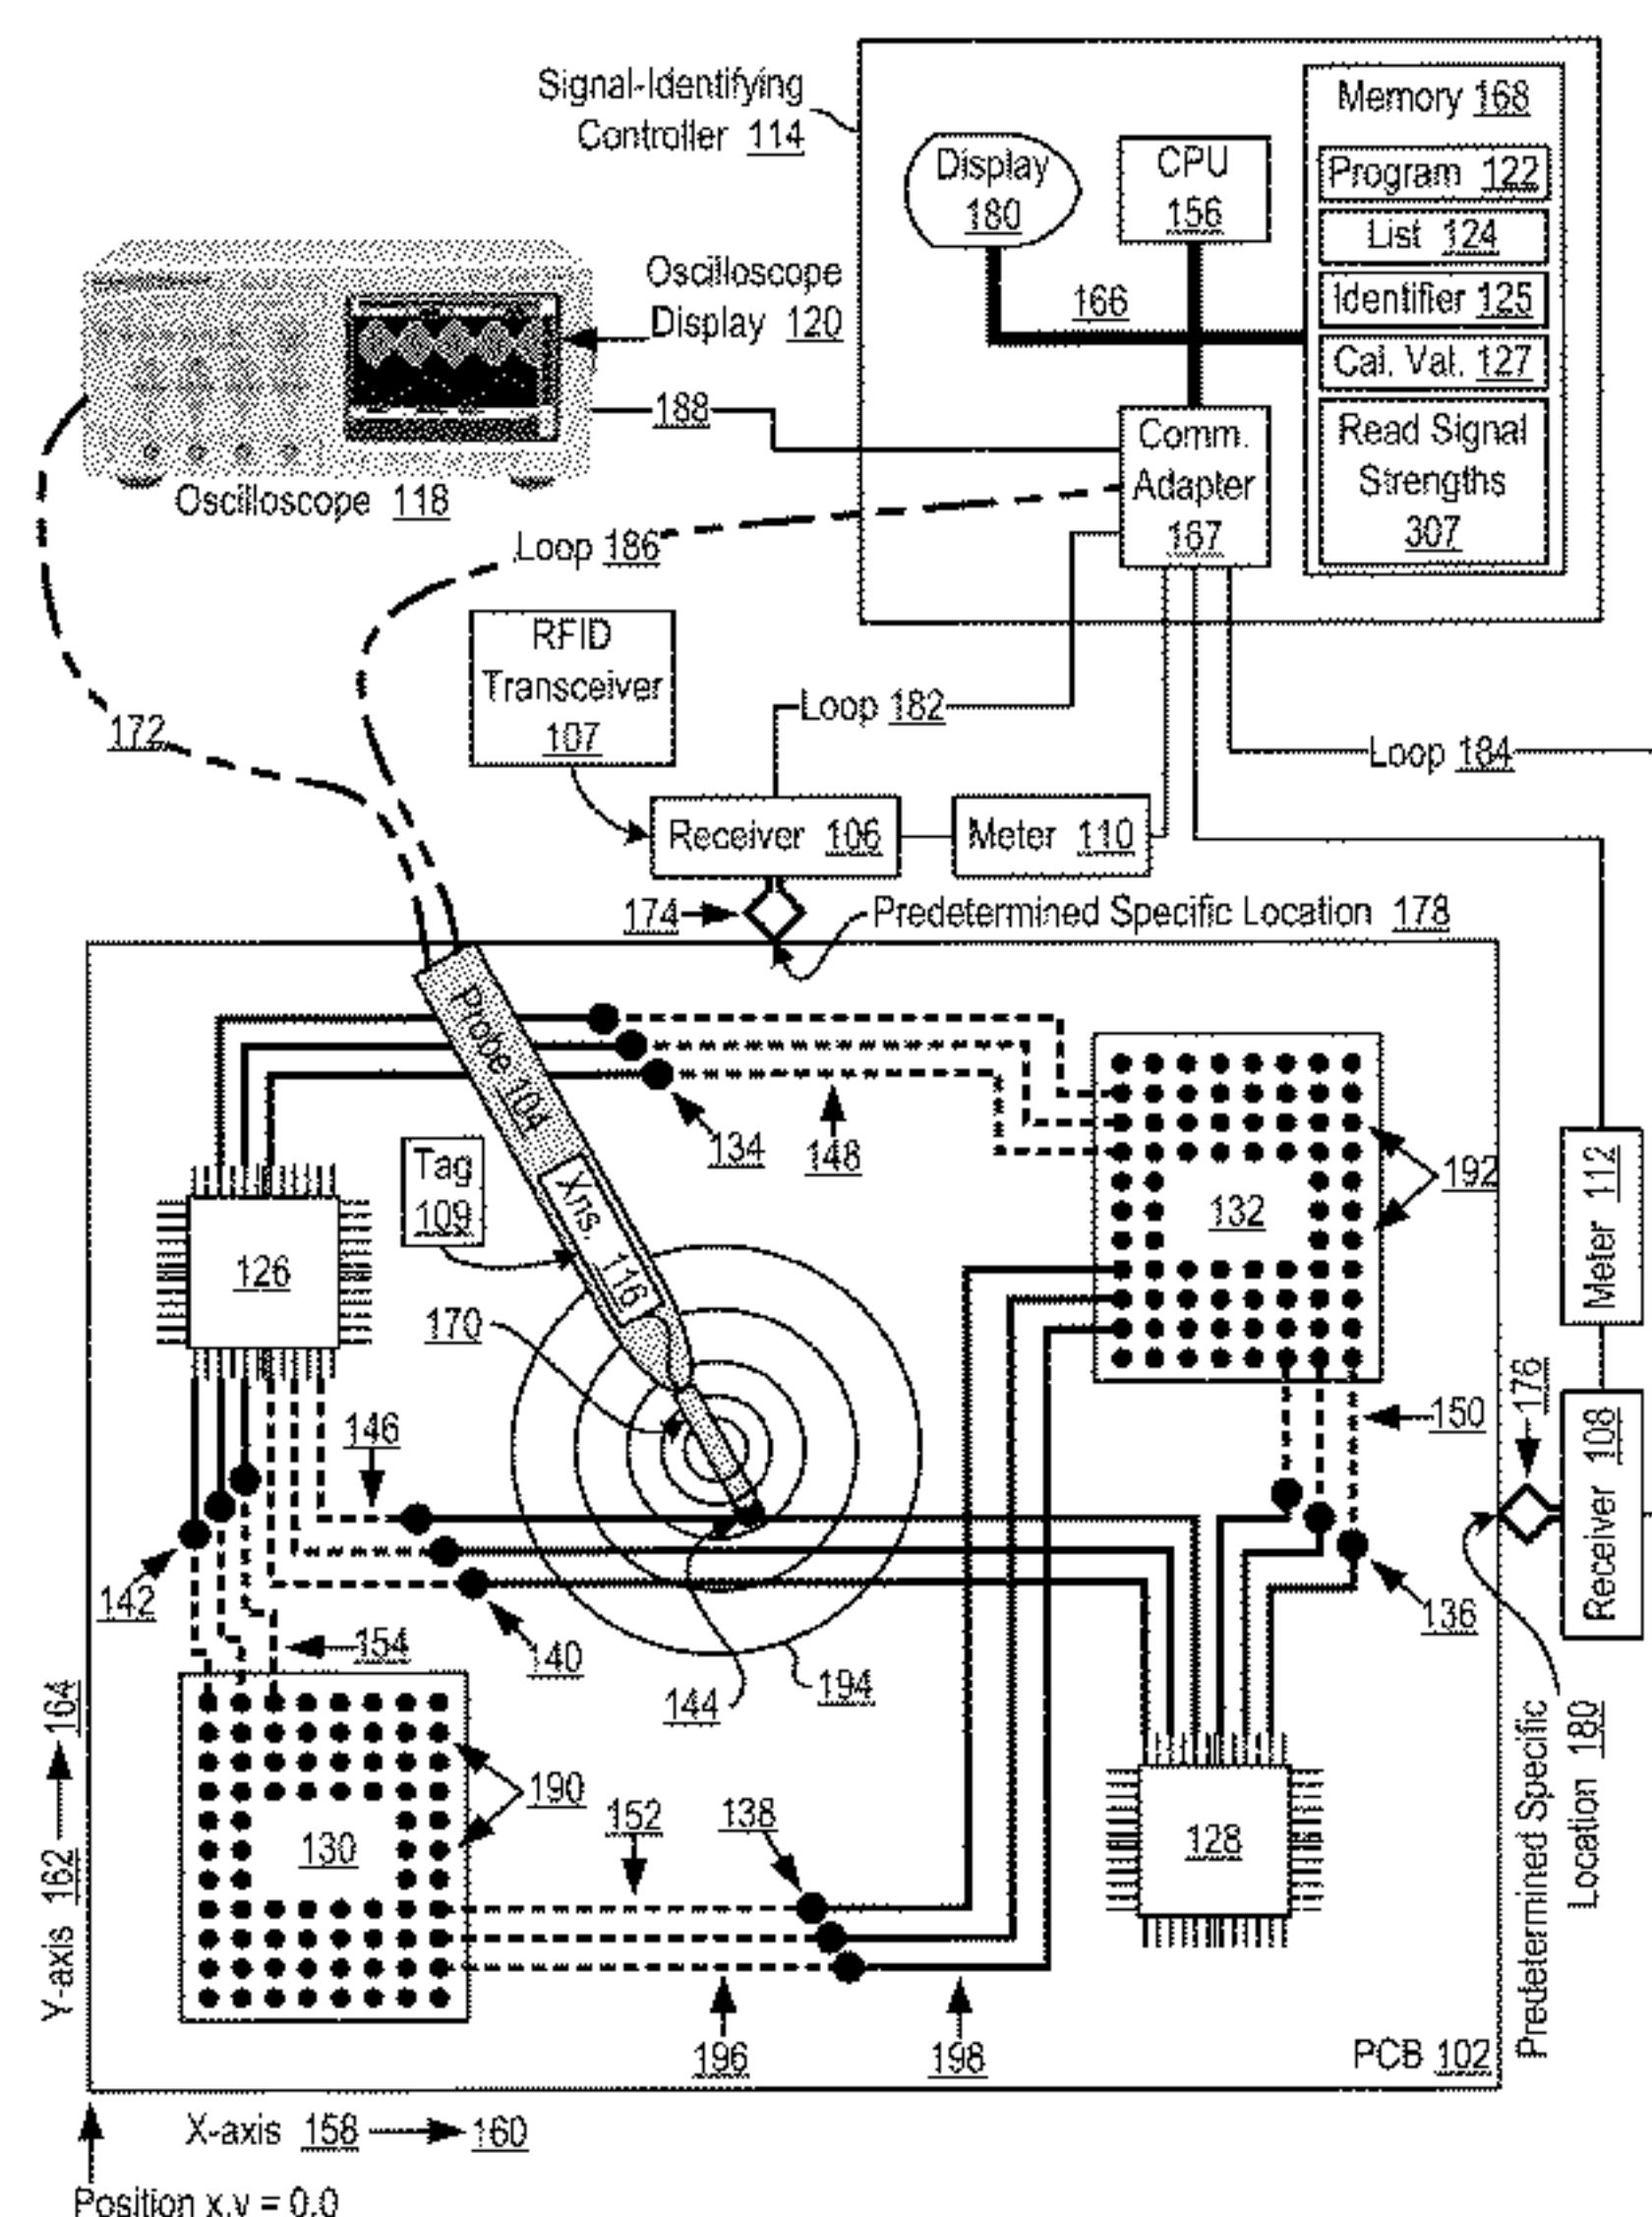 Signal-Identifying
Controller 114
Memory 168
Display
180
CPU
156
Program 122
List 124
Identifier 125
Cal. Val. 127
Read Signal
Strengths
307
166
Oscilloscope
Display 120
188
Comm.
Adapter
167
Oscilloscope 118
Loop 186
RFID
Transceiver
107
Loop 182
Loop 184
172
Receiver 106
Meter 110
174
Predetermined Specific Location 178
Probe 104
134
148
192
Tag
109
Xns. 116
132
Meter 112
126
170
176
146
150
Receiver 108
142
136
154
140
194
144
Y-axis 162
164
190
152
138
130
128
Predetermined Specific
Location 180
196
198
PCB 102
X-axis 158
160
Position x,y = 0,0